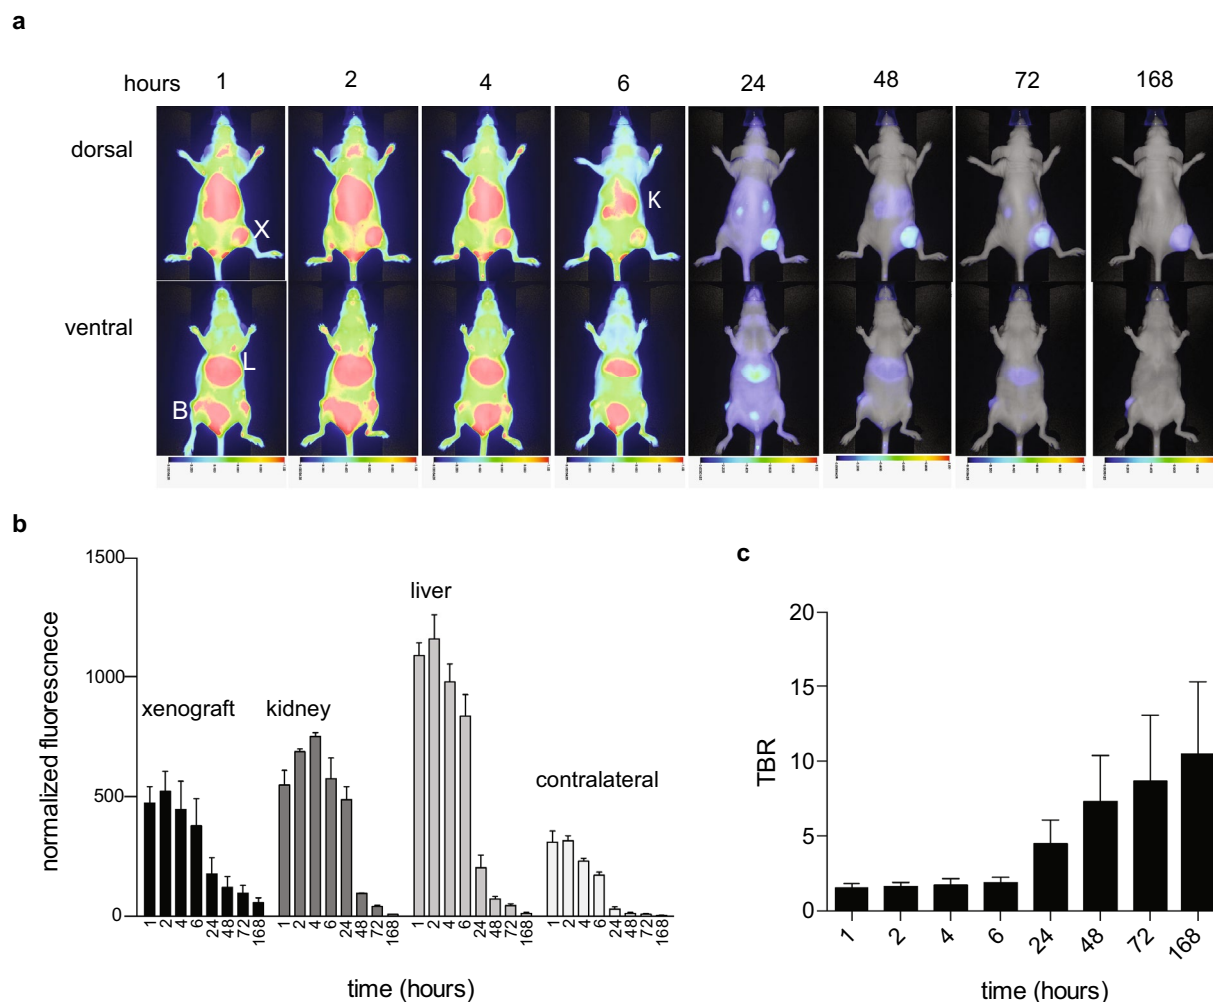 a
hours 1 2 4 6 24 48 72 168
dorsal
X
K
ventral
L
B
b
normalized fluorescnece
1500
1000
500
0
xenograft
kidney
liver
contralateral
1 2 4 6 24 48 72 168 1 2 4 6 24 48 72 168 1 2 4 6 24 48 72 168 1 2 4 6 24 48 72 168
time (hours)
c
TBR
20
15
10
5
0
1 2 4 6 24 48 72 168
time (hours)